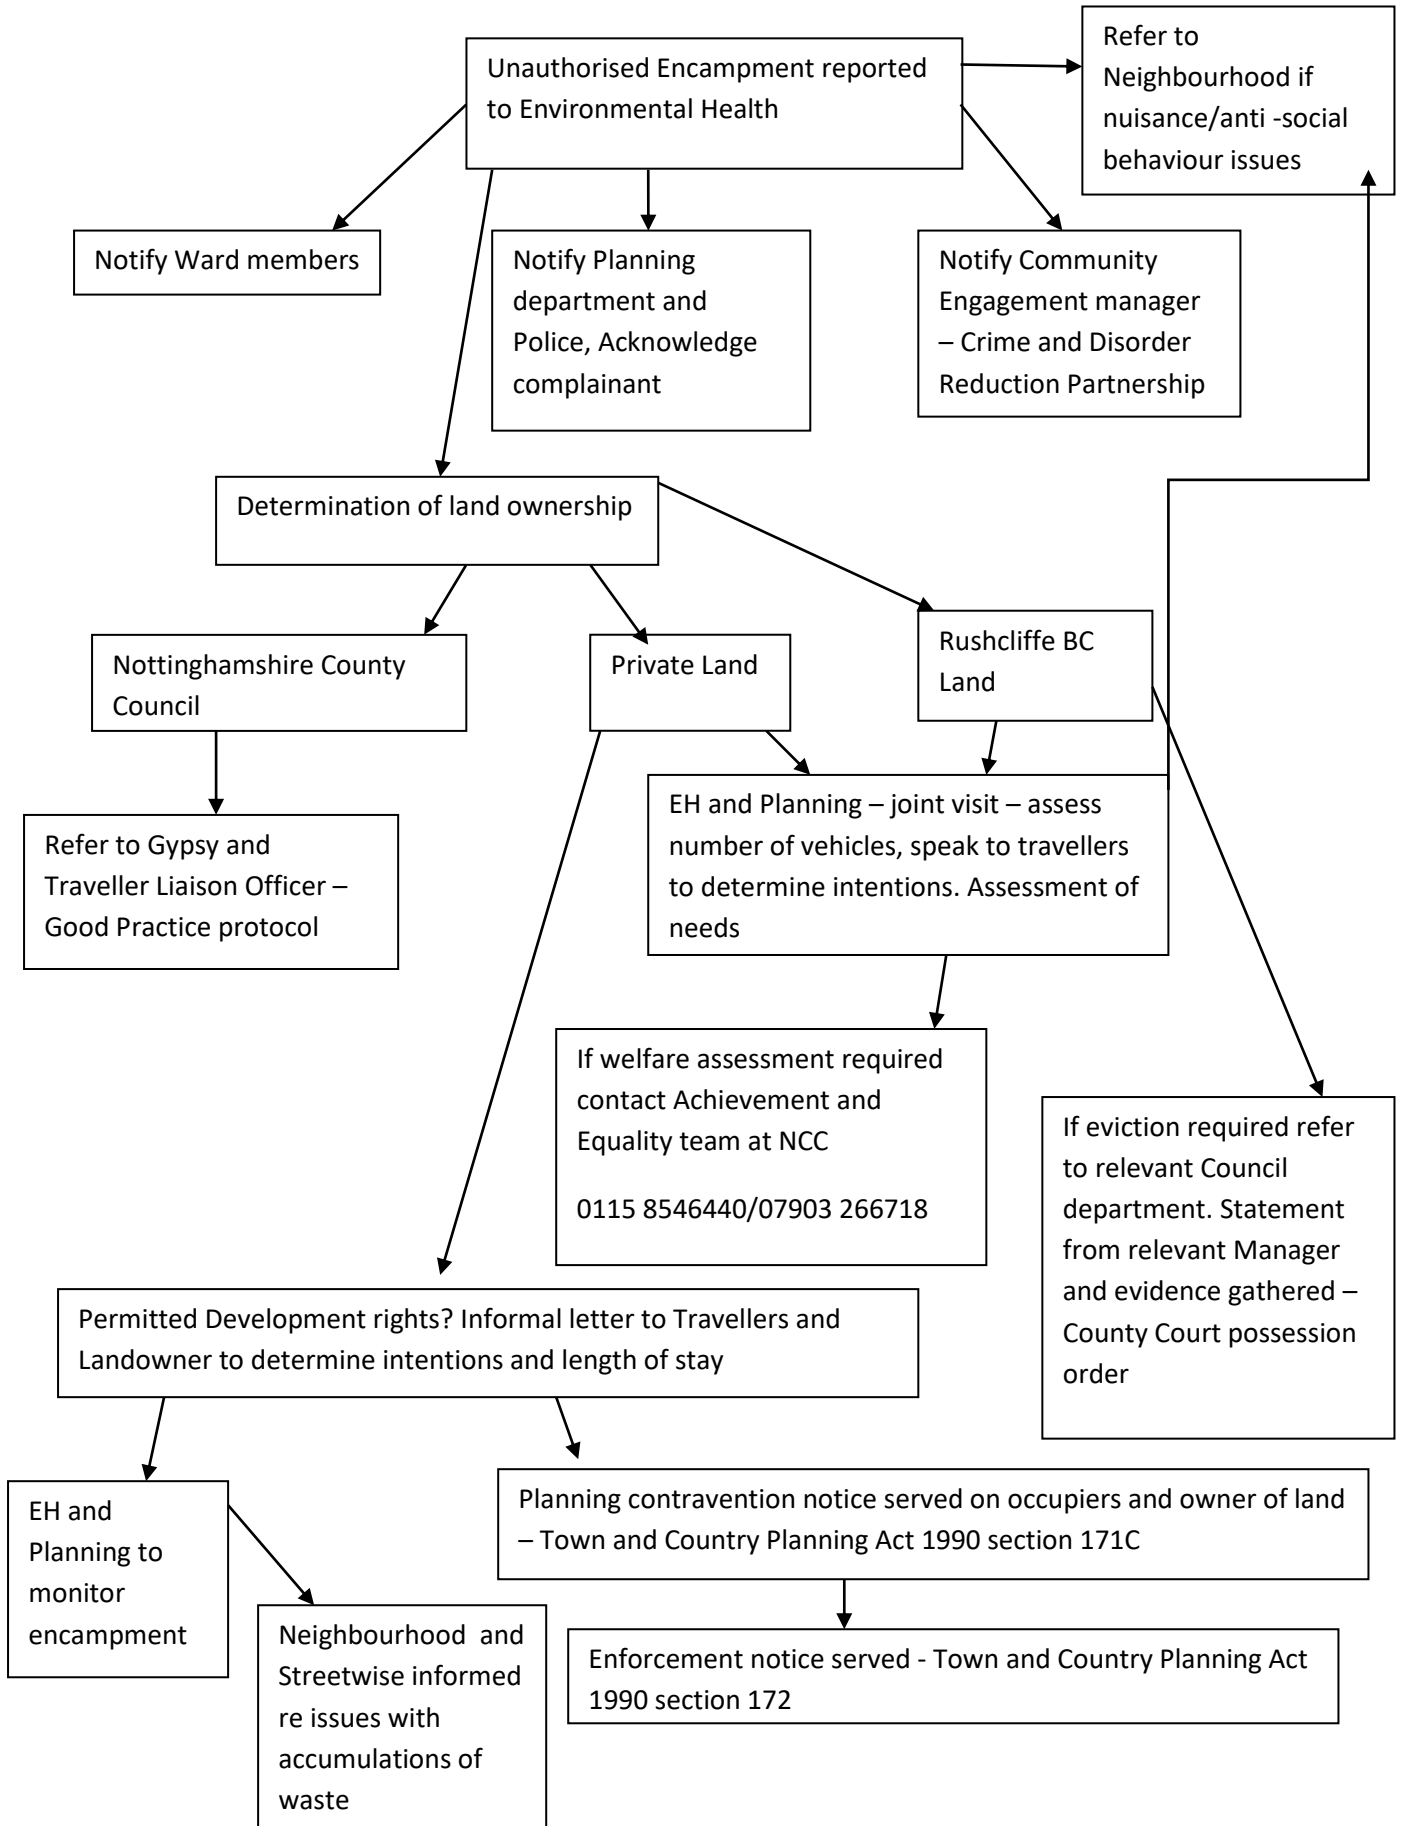 Unauthorised Encampment reported
to Environmental Health
Refer to
Neighbourhood if
nuisance/anti -social
behaviour issues
Notify Ward members
Notify Planning
department and
Police, Acknowledge
complainant
Notify Community
Engagement manager
– Crime and Disorder
Reduction Partnership
Determination of land ownership
Nottinghamshire County
Council
Private Land
Rushcliffe BC
Land
Refer to Gypsy and
Traveller Liaison Officer –
Good Practice protocol
EH and Planning – joint visit – assess
number of vehicles, speak to travellers
to determine intentions. Assessment of
needs
If welfare assessment required
contact Achievement and
Equality team at NCC
0115 8546440/07903 266718
If eviction required refer
to relevant Council
department. Statement
from relevant Manager
and evidence gathered –
County Court possession
order
Permitted Development rights? Informal letter to Travellers and
Landowner to determine intentions and length of stay
EH and
Planning to
monitor
encampment
Planning contravention notice served on occupiers and owner of land
– Town and Country Planning Act 1990 section 171C
Neighbourhood  and
Streetwise informed
re issues with
accumulations of
waste
Enforcement notice served - Town and Country Planning Act
1990 section 172